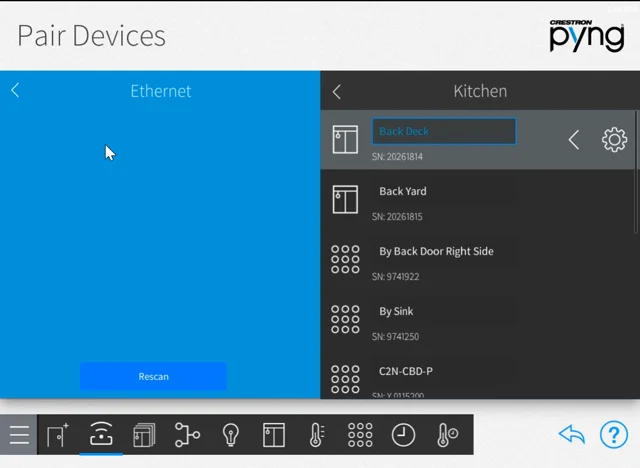 Pair Devices
CRESTRON
pyng
Ethernet
Kitchen
Back Deck
SN: 20261814
Back Yard
SN: 20261815
By Back Door Right Side
SN: 9741922
By Sink
SN: 9741250
C2N-CBD-P
SN: X 0115200
Rescan
?